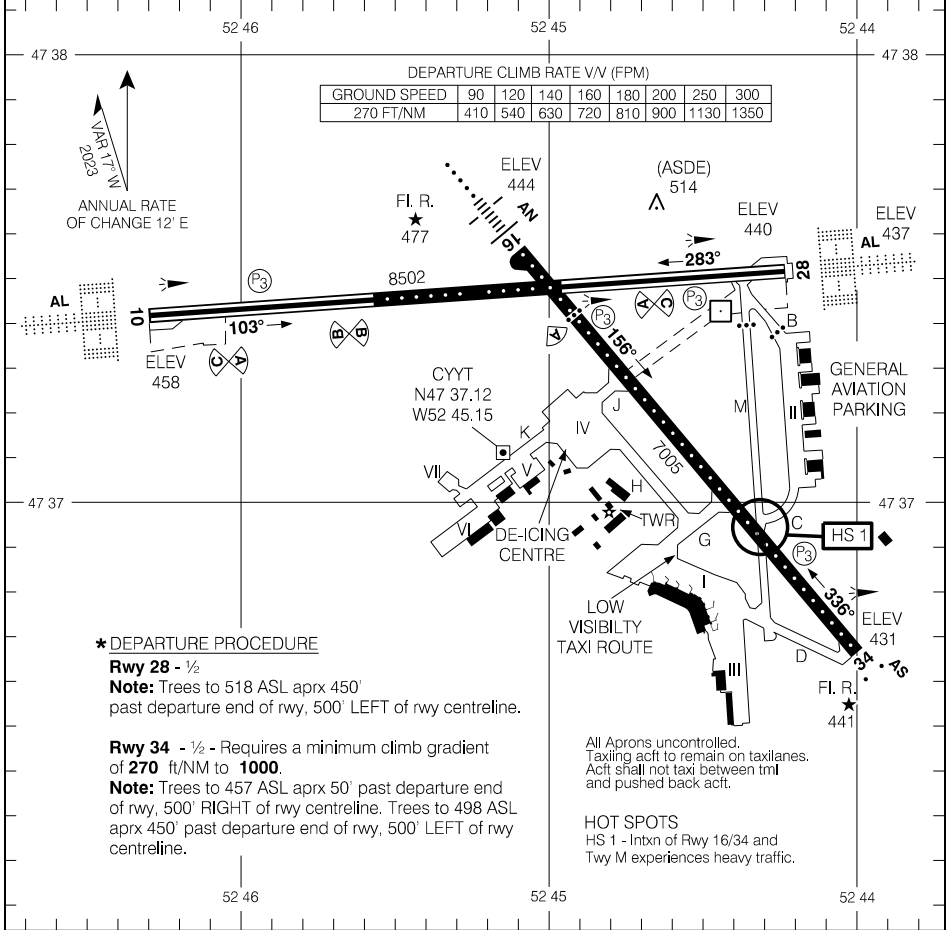 52 46
52 45
52 44
47 38
47 38
DEPARTURE CLIMB RATE V/V (FPM)
GROUND SPEED 90 120 140 160 180 200 250 300
270 FT/NM 410 540 630 720 810 900 1130 1350
VAR 17° W
2023
ANNUAL RATE
OF CHANGE 12' E
ELEV
444
AN
16
(ASDE)
514
FI. R.
477
ELEV
440
ELEV
437
AL
28
283°
8502
P3
AL
10
103°
ELEV
458
C A
B B
A
A C
P3
P3
156°
B
GENERAL
AVIATION
PARKING
CYYT
N47 37.12
W52 45.15
M
II
J
K
IV
7005
VII
V
H
47 37
47 37
VI
DE-ICING
CENTRE
TWR
G
C
HS 1
P3
I
336°
LOW
VISIBILTY
TAXI ROUTE
ELEV
431
D
34
AS
III
FI. R.
441
* DEPARTURE PROCEDURE
Rwy 28 - ½
Note: Trees to 518 ASL aprx 450'
past departure end of rwy, 500' LEFT of rwy centreline.
Rwy 34 - ½ - Requires a minimum climb gradient
of 270 ft/NM to 1000.
Note: Trees to 457 ASL aprx 50' past departure end
of rwy, 500' RIGHT of rwy centreline. Trees to 498 ASL
aprx 450' past departure end of rwy, 500' LEFT of rwy
centreline.
All Aprons uncontrolled.
Taxiing acft to remain on taxilanes.
Acft shall not taxi between tml
and pushed back acft.
HOT SPOTS
HS 1 - Intxn of Rwy 16/34 and
Twy M experiences heavy traffic.
52 46
52 45
52 44